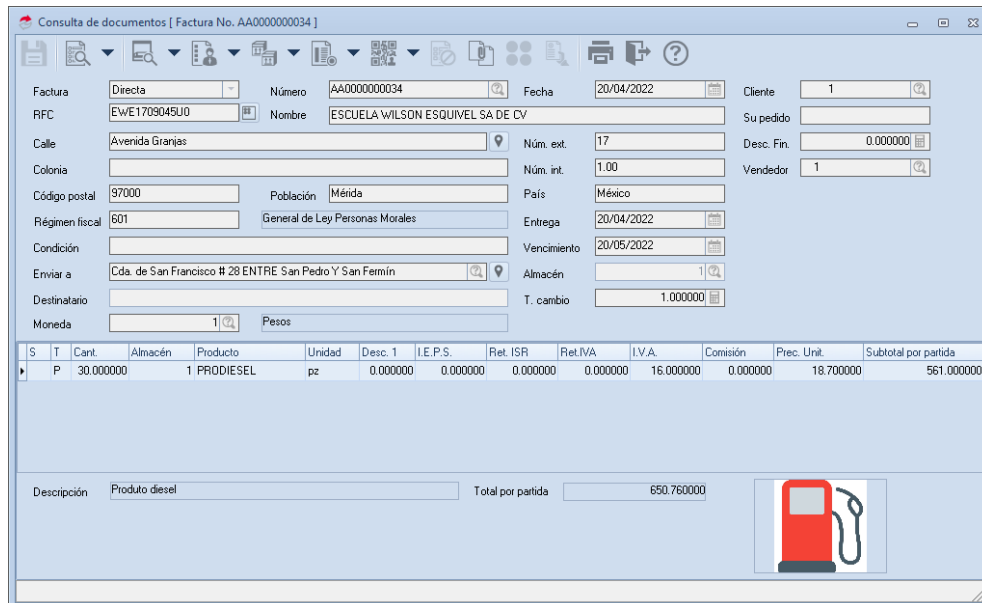 Consulta de documentos [ Factura No. AA0000000034 ]
Factura Directa Número AA0000000034 Fecha 20/04/2022 Cliente 1
RFC EWE1709045U0 Nombre ESCUELA WILSON ESQUIVEL SA DE CV Su pedido
Calle Avenida Granjas Núm. ext. 17 Desc. Fin. 0.000000
Colonia Núm. int. 1.00 Vendedor 1
Código postal 97000 Población Mérida País México
Régimen fiscal 601 General de Ley Personas Morales Entrega 20/04/2022
Condición Vencimiento 20/05/2022
Enviar a Cda. de San Francisco # 28 ENTRE San Pedro Y San Fermín Almacén 1
Destinatario T. cambio 1.000000
Moneda 1 Pesos
S T Cant. Almacén Producto Unidad Desc. 1 I.E.P.S. Ret. ISR Ret.IVA I.V.A. Comisión Prec. Unit. Subtotal por partida
P 30.000000 1 PRODIESEL pz 0.000000 0.000000 0.000000 0.000000 16.000000 0.000000 18.700000 561.000000
Descripción Produto diesel Total por partida 650.760000